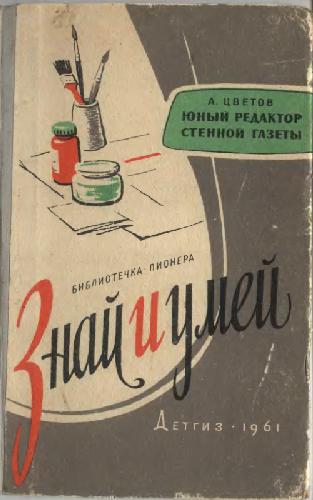 А. ЦВЕТОВ
ЮНЫЙ РЕДАКТОР
СТЕННОЙ ГАЗЕТЫ
БИБЛИОТЕЧКА ПИОНЕРА
Знай и умей
ДЕТГИЗ · 1961